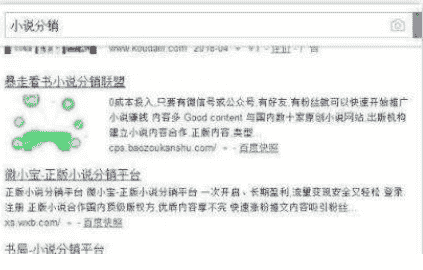 小说分销
www.koudaiii.com 2018-04
暴走看书小说分销联盟
0成本投入,只要有微信号或公众号,有好友,有粉丝就可以快速开始推广
小说赚钱 内容多 Good content 与国内数十家原创小说网站,出版机构
建立小说内容合作 正版内容,类型...
cps.baozoukanshu.com/ - 百度快照
微小宝-正版小说分销平台
正版小说分销平台 微小宝-正版小说分销平台 一次开启、长期盈利,流量变现安全又轻松 登录
注册 正版小说合作国内顶级版权方,优质内容享不完 快速涨粉推文内容吸引粉丝...
xs.wxb.com/ - 百度快照
书局-小说分销平台